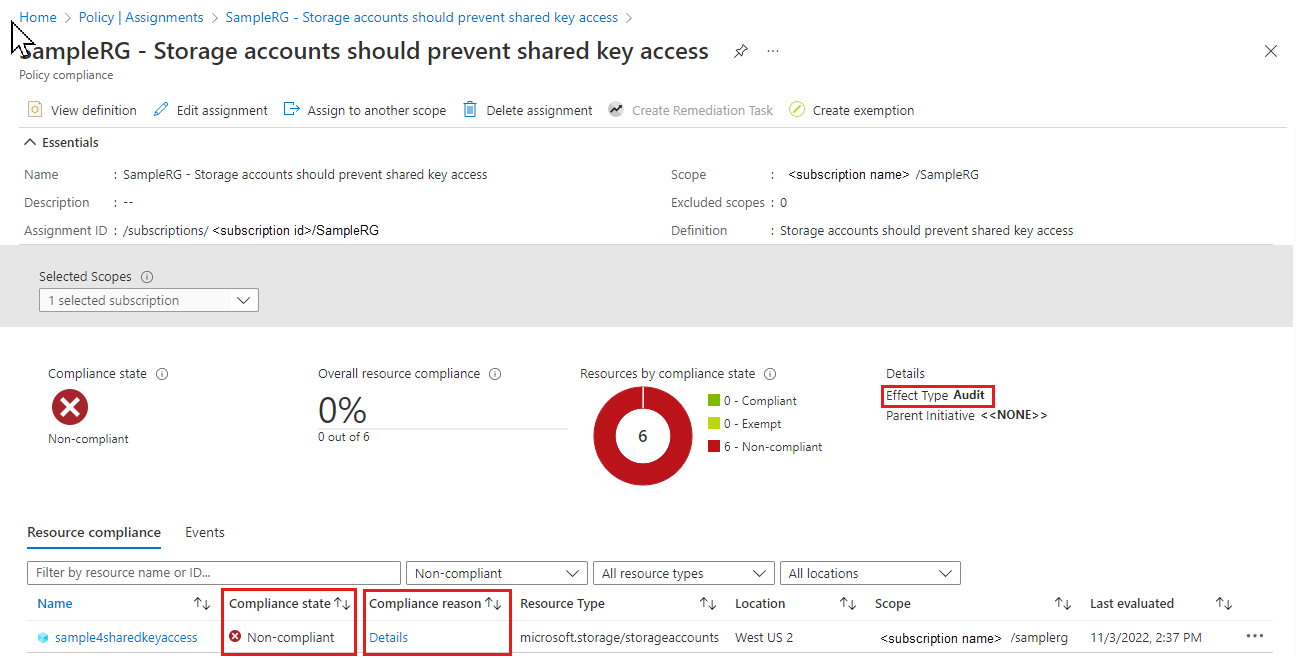 Home > Policy | Assignments > SampleRG - Storage accounts should prevent shared key access >
SampleRG - Storage accounts should prevent shared key access ...
Policy compliance
View definition Edit assignment Assign to another scope Delete assignment Create Remediation Task Create exemption
Essentials
Name : SampleRG - Storage accounts should prevent shared key access Scope : <subscription name> /SampleRG
Description : -- Excluded scopes : 0
Assignment ID : /subscriptions/ <subscription id>/SampleRG Definition : Storage accounts should prevent shared key access
Selected Scopes
1 selected subscription
Compliance state Overall resource compliance Resources by compliance state Details
0% 6 0 - Compliant Effect Type Audit
Non-compliant 0 out of 6 0 - Exempt Parent Initiative <<NONE>>
6 - Non-compliant
Resource compliance Events
Filter by resource name or ID... Non-compliant All resource types All locations
Name Compliance state Compliance reason Resource Type Location Scope Last evaluated
sample4sharedkeyaccess Non-compliant Details microsoft.storage/storageaccounts West US 2 <subscription name> /samplerg 11/3/2022, 2:37 PM ...